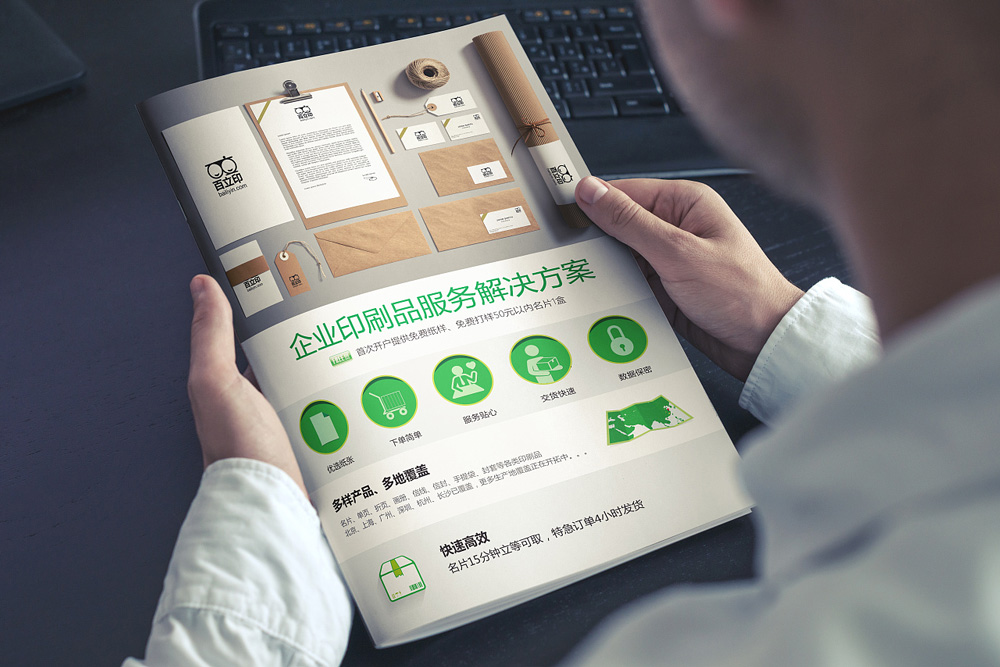 百立印
bailiyin.com
百立印
百立印
企业印刷品服务解决方案
首次开户提供免费纸样、免费打样50元以内名片1盒
优选纸张
下单简单
服务贴心
交货快速
数据保密
多样产品、多地覆盖
名片、单页、折页、画册、信线、信封、手提袋、封套等各类印刷品
北京、上海、广州、深圳、杭州、长沙已覆盖，更多生产地覆盖正在开拓中...
快速高效
名片15分钟立等可取，特急订单4小时发货